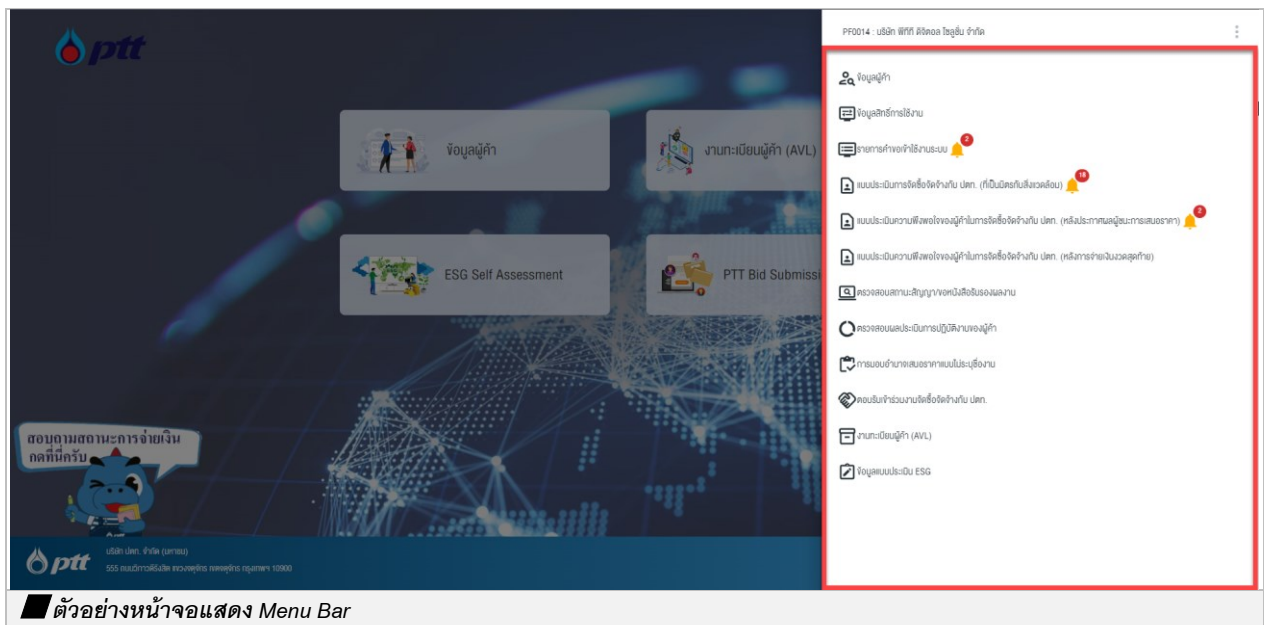 ptt
ข้อมูลผู้ค้า
งานทะเบียนผู้ค้า (AVL)
ESG Self Assessment
PTT Bid Submissi
สอบถามสถานะการจ่ายเงิน
กดที่นี่ครับ
ptt
บริษัท ปตท. จำกัด (มหาชน)
555 ถนนวิภาวดีรังสิต แขวงจตุจักร เขตจตุจักร กรุงเทพฯ 10900
PF0014 : บริษัท พีทีที ดิจิตอล โซลูชั่น จำกัด
ข้อมูลผู้ค้า
ข้อมูลสิทธิ์การใช้งาน
รายการคำขอเข้าใช้งานระบบ 2
แบบประเมินการจัดซื้อจัดจ้างกับ ปตท. (ที่เป็นมิตรกับสิ่งแวดล้อม) 18
แบบประเมินความพึงพอใจของผู้ค้าในการจัดซื้อจัดจ้างกับ ปตท. (หลังประกาศผลผู้ชนะการเสนอราคา) 2
แบบประเมินความพึงพอใจของผู้ค้าในการจัดซื้อจัดจ้างกับ ปตท. (หลังการจ่ายเงินงวดสุดท้าย)
ตรวจสอบสถานะสัญญา/ขอหนังสือรับรองผลงาน
ตรวจสอบผลประเมินการปฏิบัติงานของผู้ค้า
การมอบอำนาจเสนอราคาแบบไม่ระบุชื่องาน
ตอบรับเข้าร่วมงานจัดซื้อจัดจ้างกับ ปตท.
งานทะเบียนผู้ค้า (AVL)
ข้อมูลแบบประเมิน ESG
ตัวอย่างหน้าจอแสดง Menu Bar